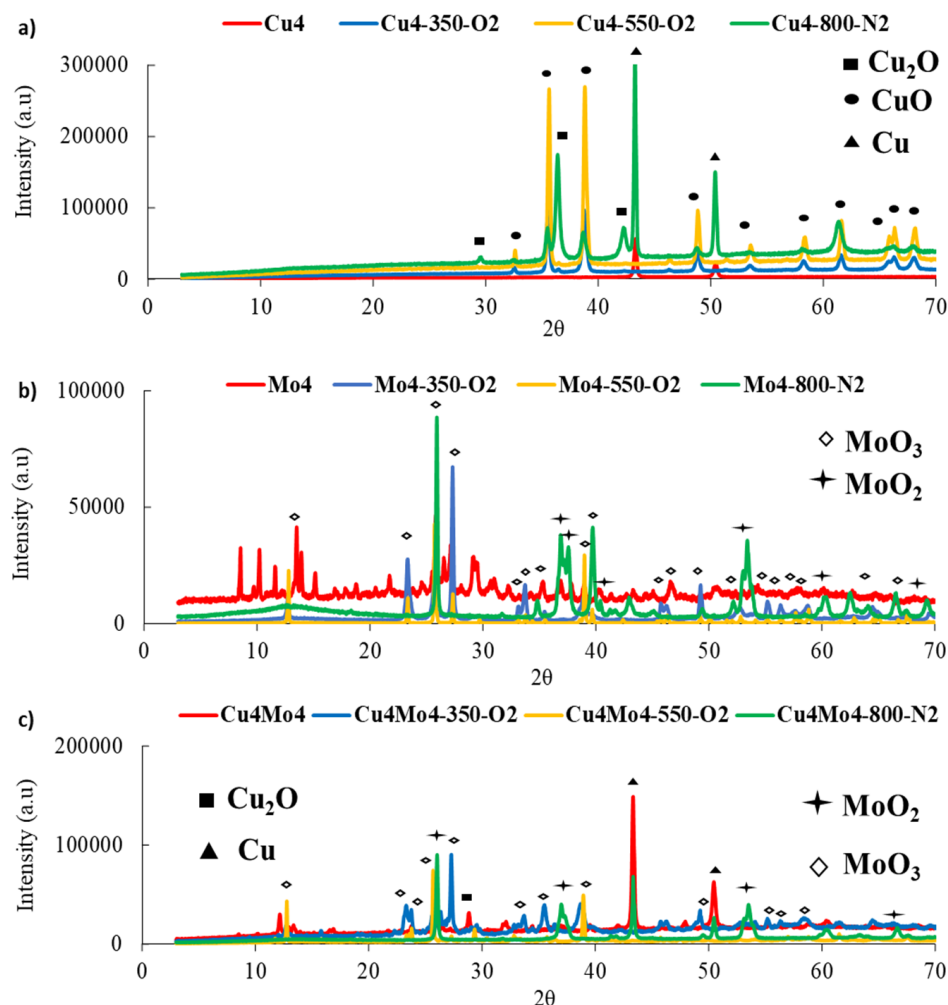 a)
Cu4 Cu4-350-O2 Cu4-550-O2 Cu4-800-N2
Intensity (a.u)
300000
200000
100000
0
Cu2O
CuO
Cu
0 10 20 30 40 50 60 70
2θ
b)
Mo4 Mo4-350-O2 Mo4-550-O2 Mo4-800-N2
Intensity (a.u)
100000
50000
0
MoO3
MoO2
0 10 20 30 40 50 60 70
2θ
c)
Cu4Mo4 Cu4Mo4-350-O2 Cu4Mo4-550-O2 Cu4Mo4-800-N2
Intensity (a.u)
200000
100000
0
Cu2O
Cu
MoO2
MoO3
0 10 20 30 40 50 60 70
2θ